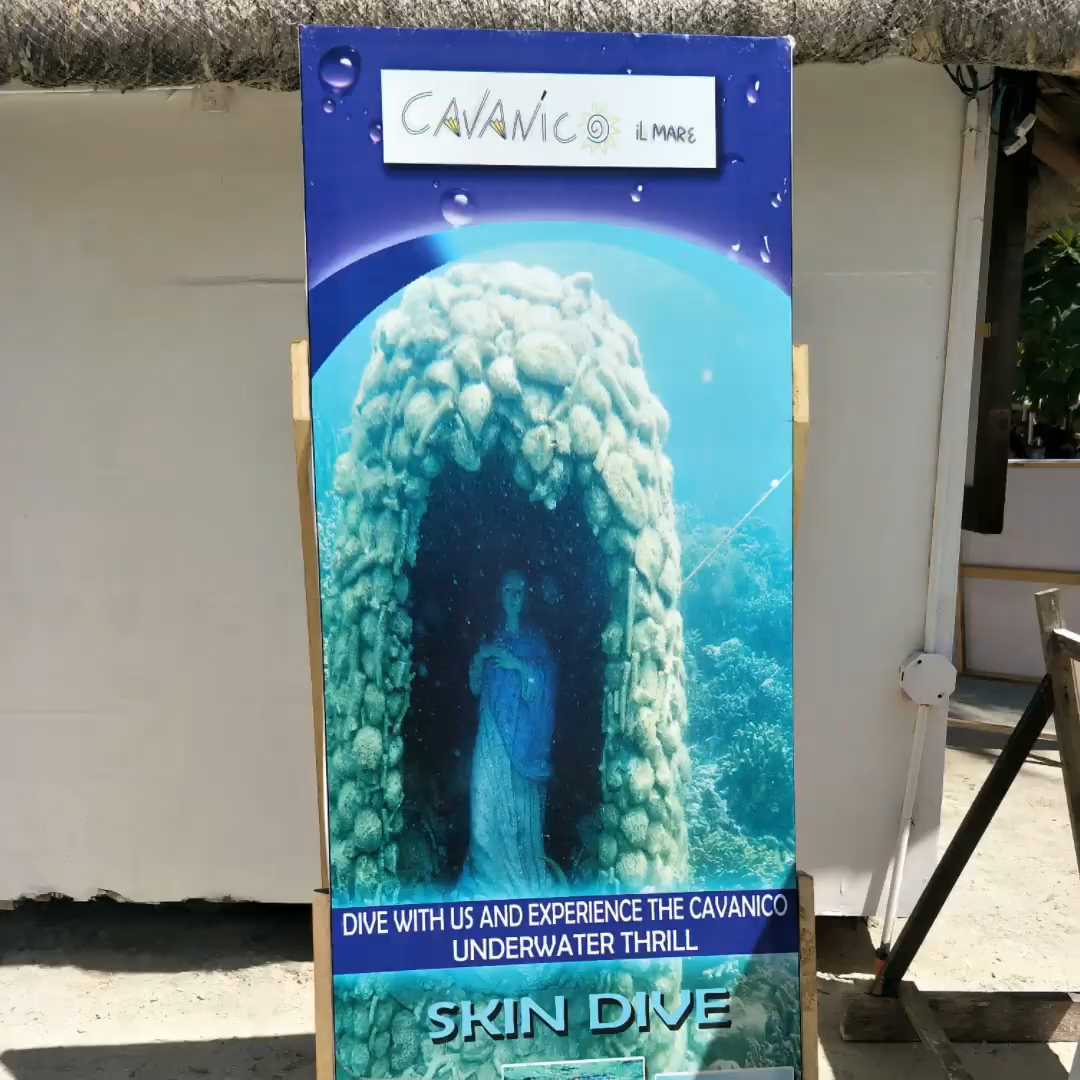 CAVANICO iL MARE
DIVE WITH US AND EXPERIENCE THE CAVANICO
UNDERWATER THRILL
SKIN DIVE